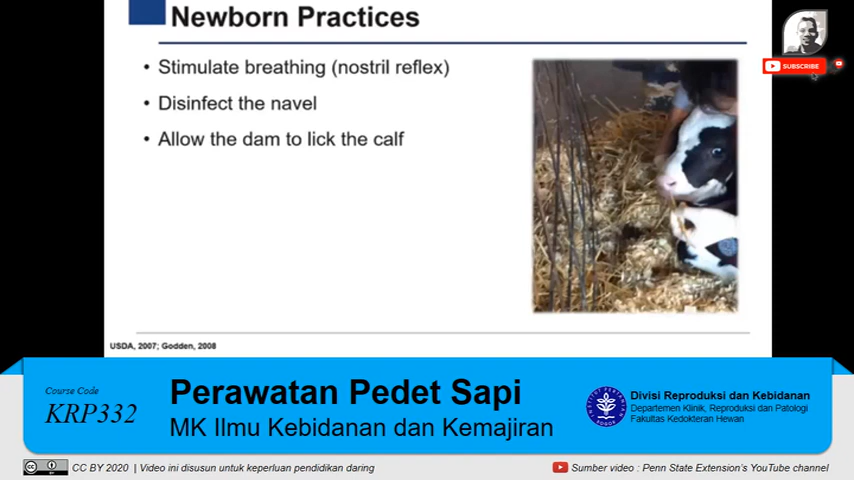 Newborn Practices
SUBSCRIBE
• Stimulate breathing (nostril reflex)
• Disinfect the navel
• Allow the dam to lick the calf
USDA, 2007; Godden, 2008
Course Code
KRP332
Perawatan Pedet Sapi
MK Ilmu Kebidanan dan Kemajiran
INSTITUT PERTANIAN
BOGOR
Divisi Reproduksi dan Kebidanan
Departemen Klinik, Reproduksi dan Patologi
Fakultas Kedokteran Hewan
CC BY 2020 | Video ini disusun untuk keperluan pendidikan daring
Sumber video : Penn State Extension's YouTube channel